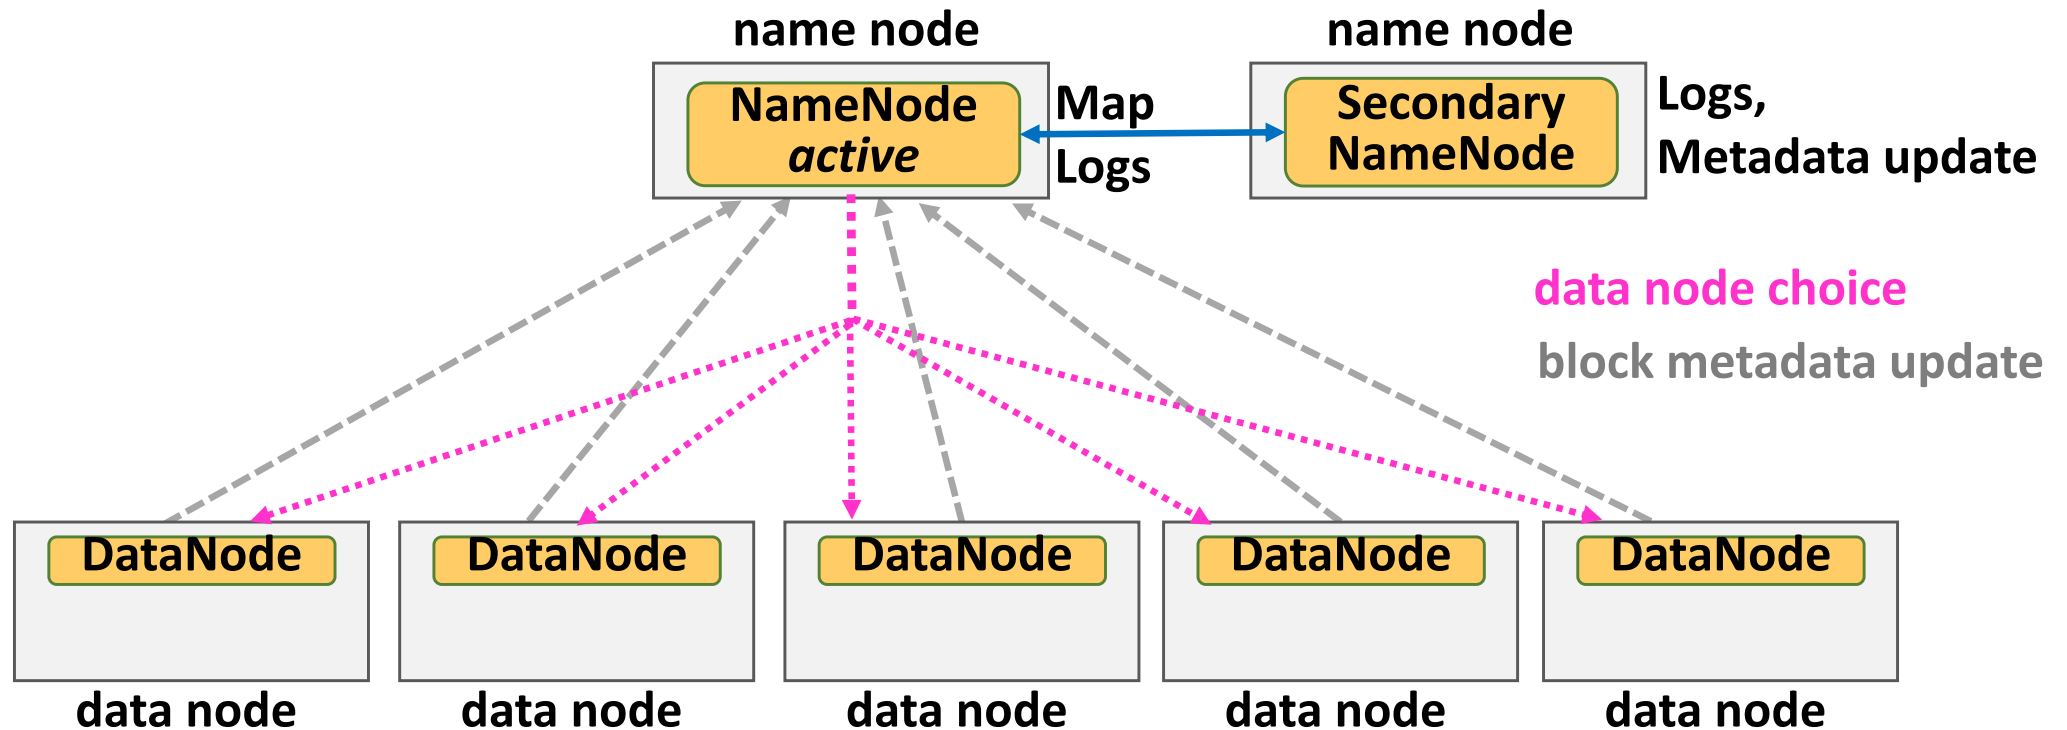 name node
name node
NameNode
active
Map
Logs
Secondary
NameNode
Logs,
Metadata update
data node choice
block metadata update
DataNode
DataNode
DataNode
DataNode
DataNode
data node
data node
data node
data node
data node